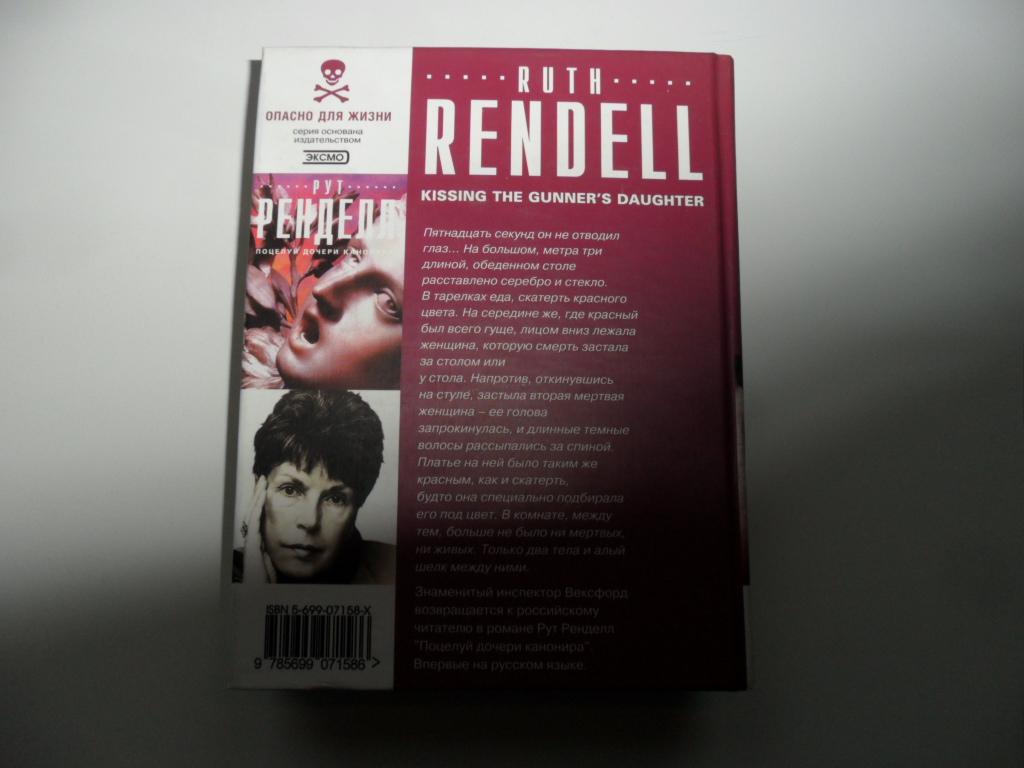 ОПАСНО ДЛЯ ЖИЗНИ
серия основана
издательством
ЭКСМО
РУТ
РЕНДЕЛЛ
ПОЦЕЛУЙ ДОЧЕРИ КАНОНИРА
ISBN 5-699-07158-X
9 785699 071586 >
RUTH
RENDELL
KISSING THE GUNNER'S DAUGHTER
Пятнадцать секунд он не отводил
глаз... На большом, метра три
длиной, обеденном столе
расставлено серебро и стекло.
В тарелках еда, скатерть красного
цвета. На середине же, где красный
был всего гуще, лицом вниз лежала
женщина, которую смерть застала
за столом или
у стола. Напротив, откинувшись
на стуле, застыла вторая мертвая
женщина – ее голова
запрокинулась, и длинные темные
волосы рассыпались за спиной.
Платье на ней было таким же
красным, как и скатерть,
будто она специально подбирала
его под цвет. В комнате, между
тем, больше не было ни мертвых,
ни живых. Только два тела и алый
шелк между ними.
Знаменитый инспектор Вексфорд
возвращается к российскому
читателю в романе Рут Ренделл
"Поцелуй дочери канонира".
Впервые на русском языке.